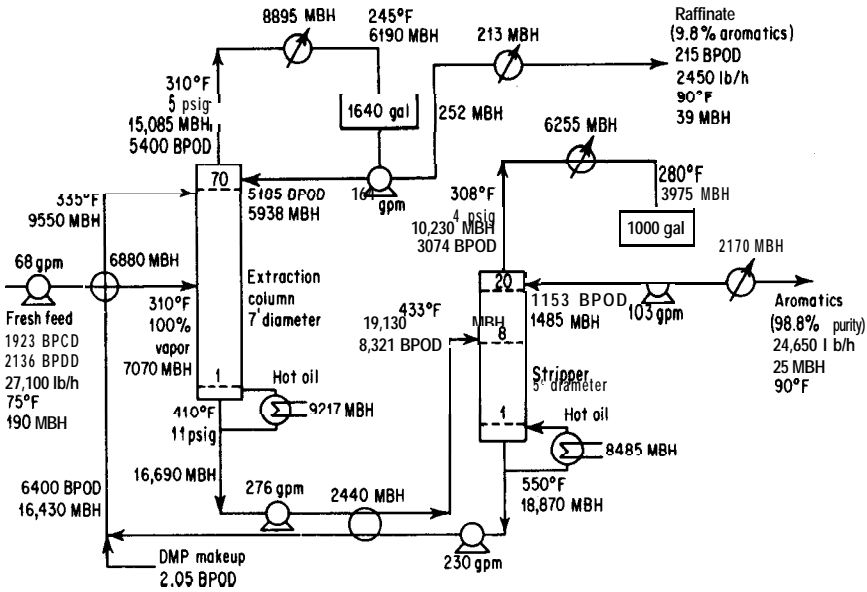 8895 MBH
245°F
6190 MBH
213 MBH
Raffinate
(9.8% aromatics)
215 BPOD
2450 lb/h
90°F
39 MBH
310°F
5 psig
15,085 MBH
5400 BPOD
1640 gal
252 MBH
6255 MBH
70
5105 BPOD
5938 MBH
gpm
335°F
9550 MBH
308°F
4 psig
10,230 MBH
3074 BPOD
280°F
3975 MBH
1000 gal
68 gpm
6880 MBH
2170 MBH
Fresh feed
1923 BPCD
2136 BPDD
27,100 lb/h
75°F
190 MBH
310°F
100%
vapor
7070 MBH
Extraction
column
7' diameter
433°F
19,130 MBH
8,321 BPOD
20
1153 BPOD
1485 MBH
103 gpm
Aromatics
(98.8% purity)
24,650 l b/h
25 MBH
90°F
8
Stripper
5' diameter
1
Hot oil
9217 MBH
410°F
11 psig
1
Hot oil
8485 MBH
16,690 MBH
550°F
18,870 MBH
6400 BPOD
16,430 MBH
276 gpm
2440 MBH
230 gpm
DMP makeup
2.05 BPOD